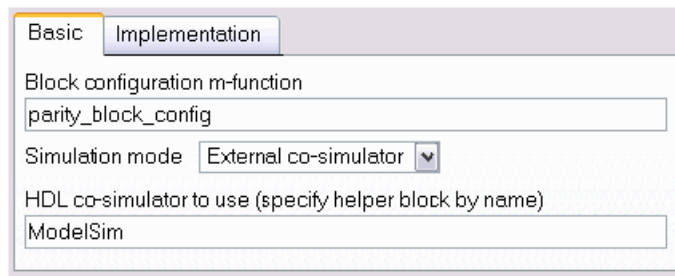 Basic Implementation
Block configuration m-function
parity_block_config
Simulation mode External co-simulator
HDL co-simulator to use (specify helper block by name)
ModelSim